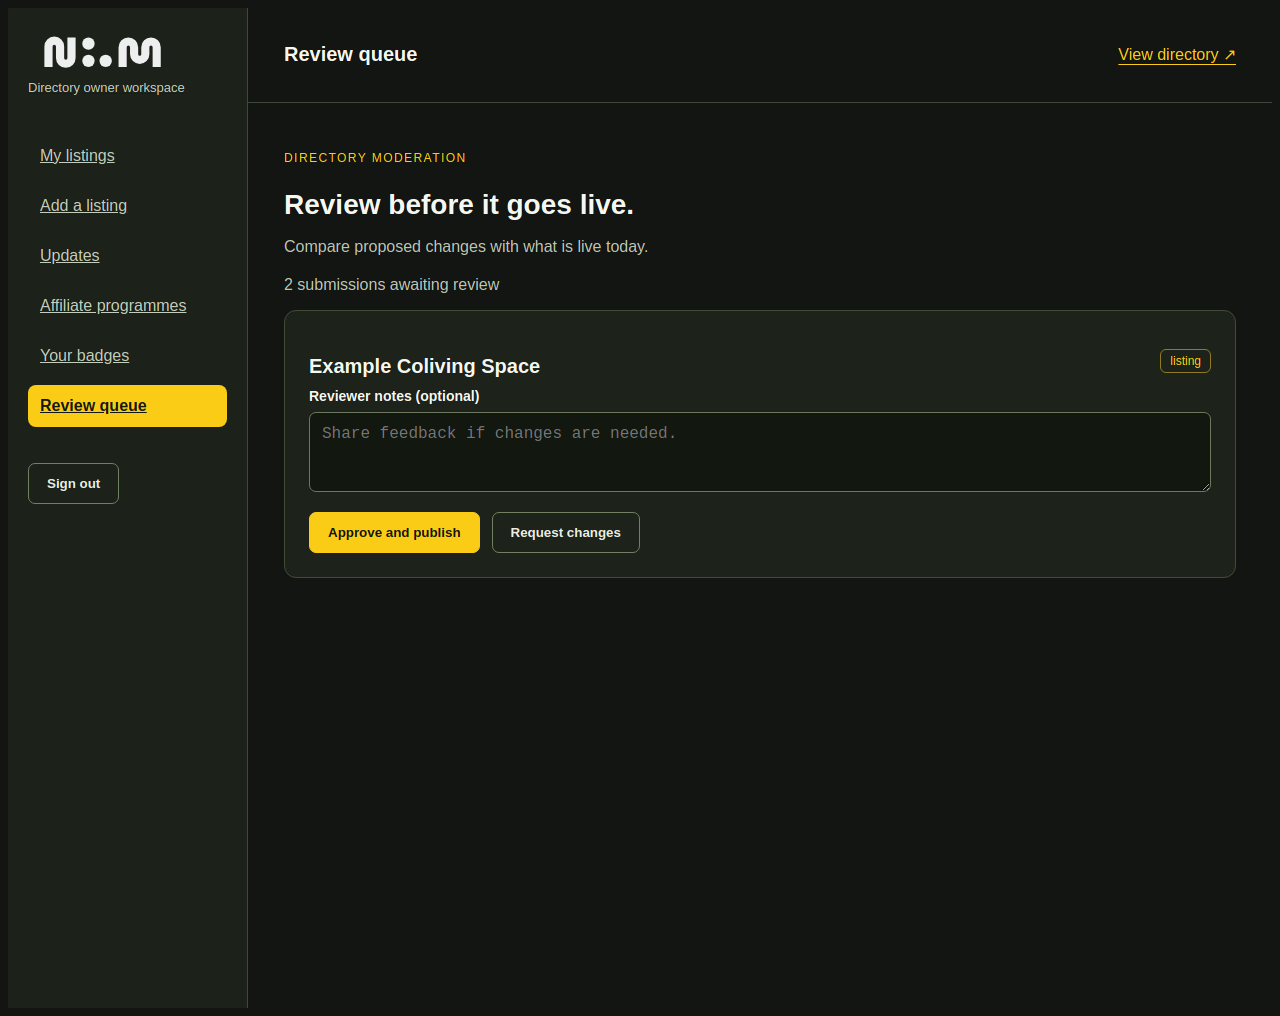 Directory owner workspace
My listings
Add a listing
Updates
Affiliate programmes
Your badges
Review queue
Sign out
Review queue
View directory ↗
DIRECTORY MODERATION
Review before it goes live.
Compare proposed changes with what is live today.
2 submissions awaiting review
Example Coliving Space
listing
Reviewer notes (optional)
Share feedback if changes are needed.
Approve and publish
Request changes